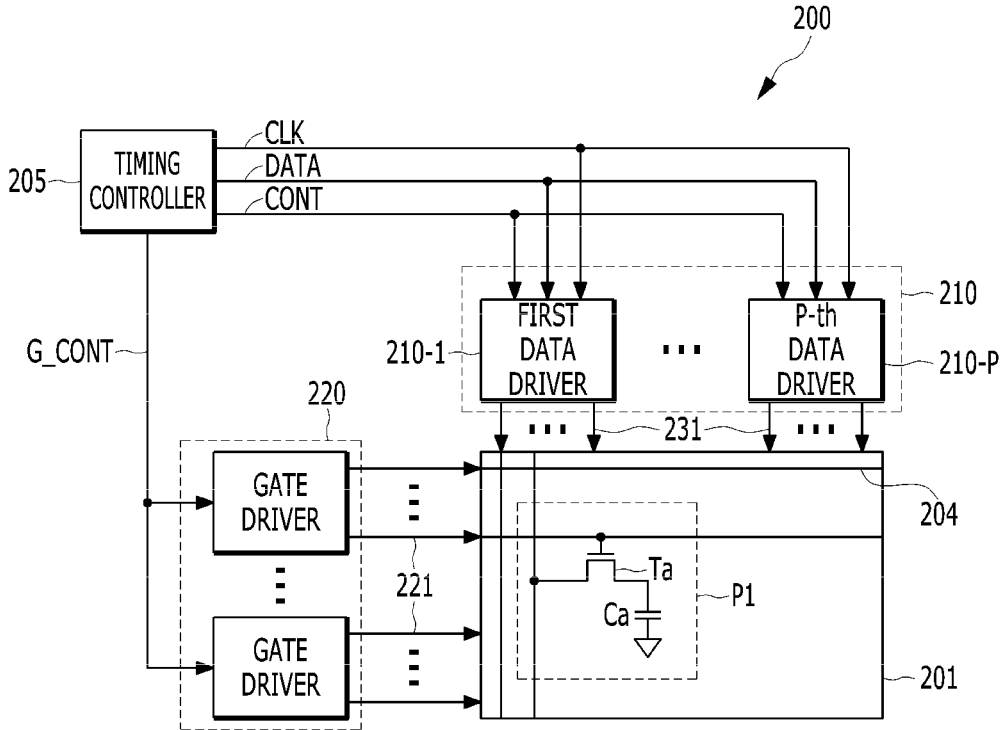 200
CLK
DATA
CONT
TIMING
CONTROLLER
205
210
FIRST
DATA
DRIVER
P-th
DATA
DRIVER
210-1
210-P
G_CONT
220
231
GATE
DRIVER
204
221
Ta
P1
Ca
GATE
DRIVER
201